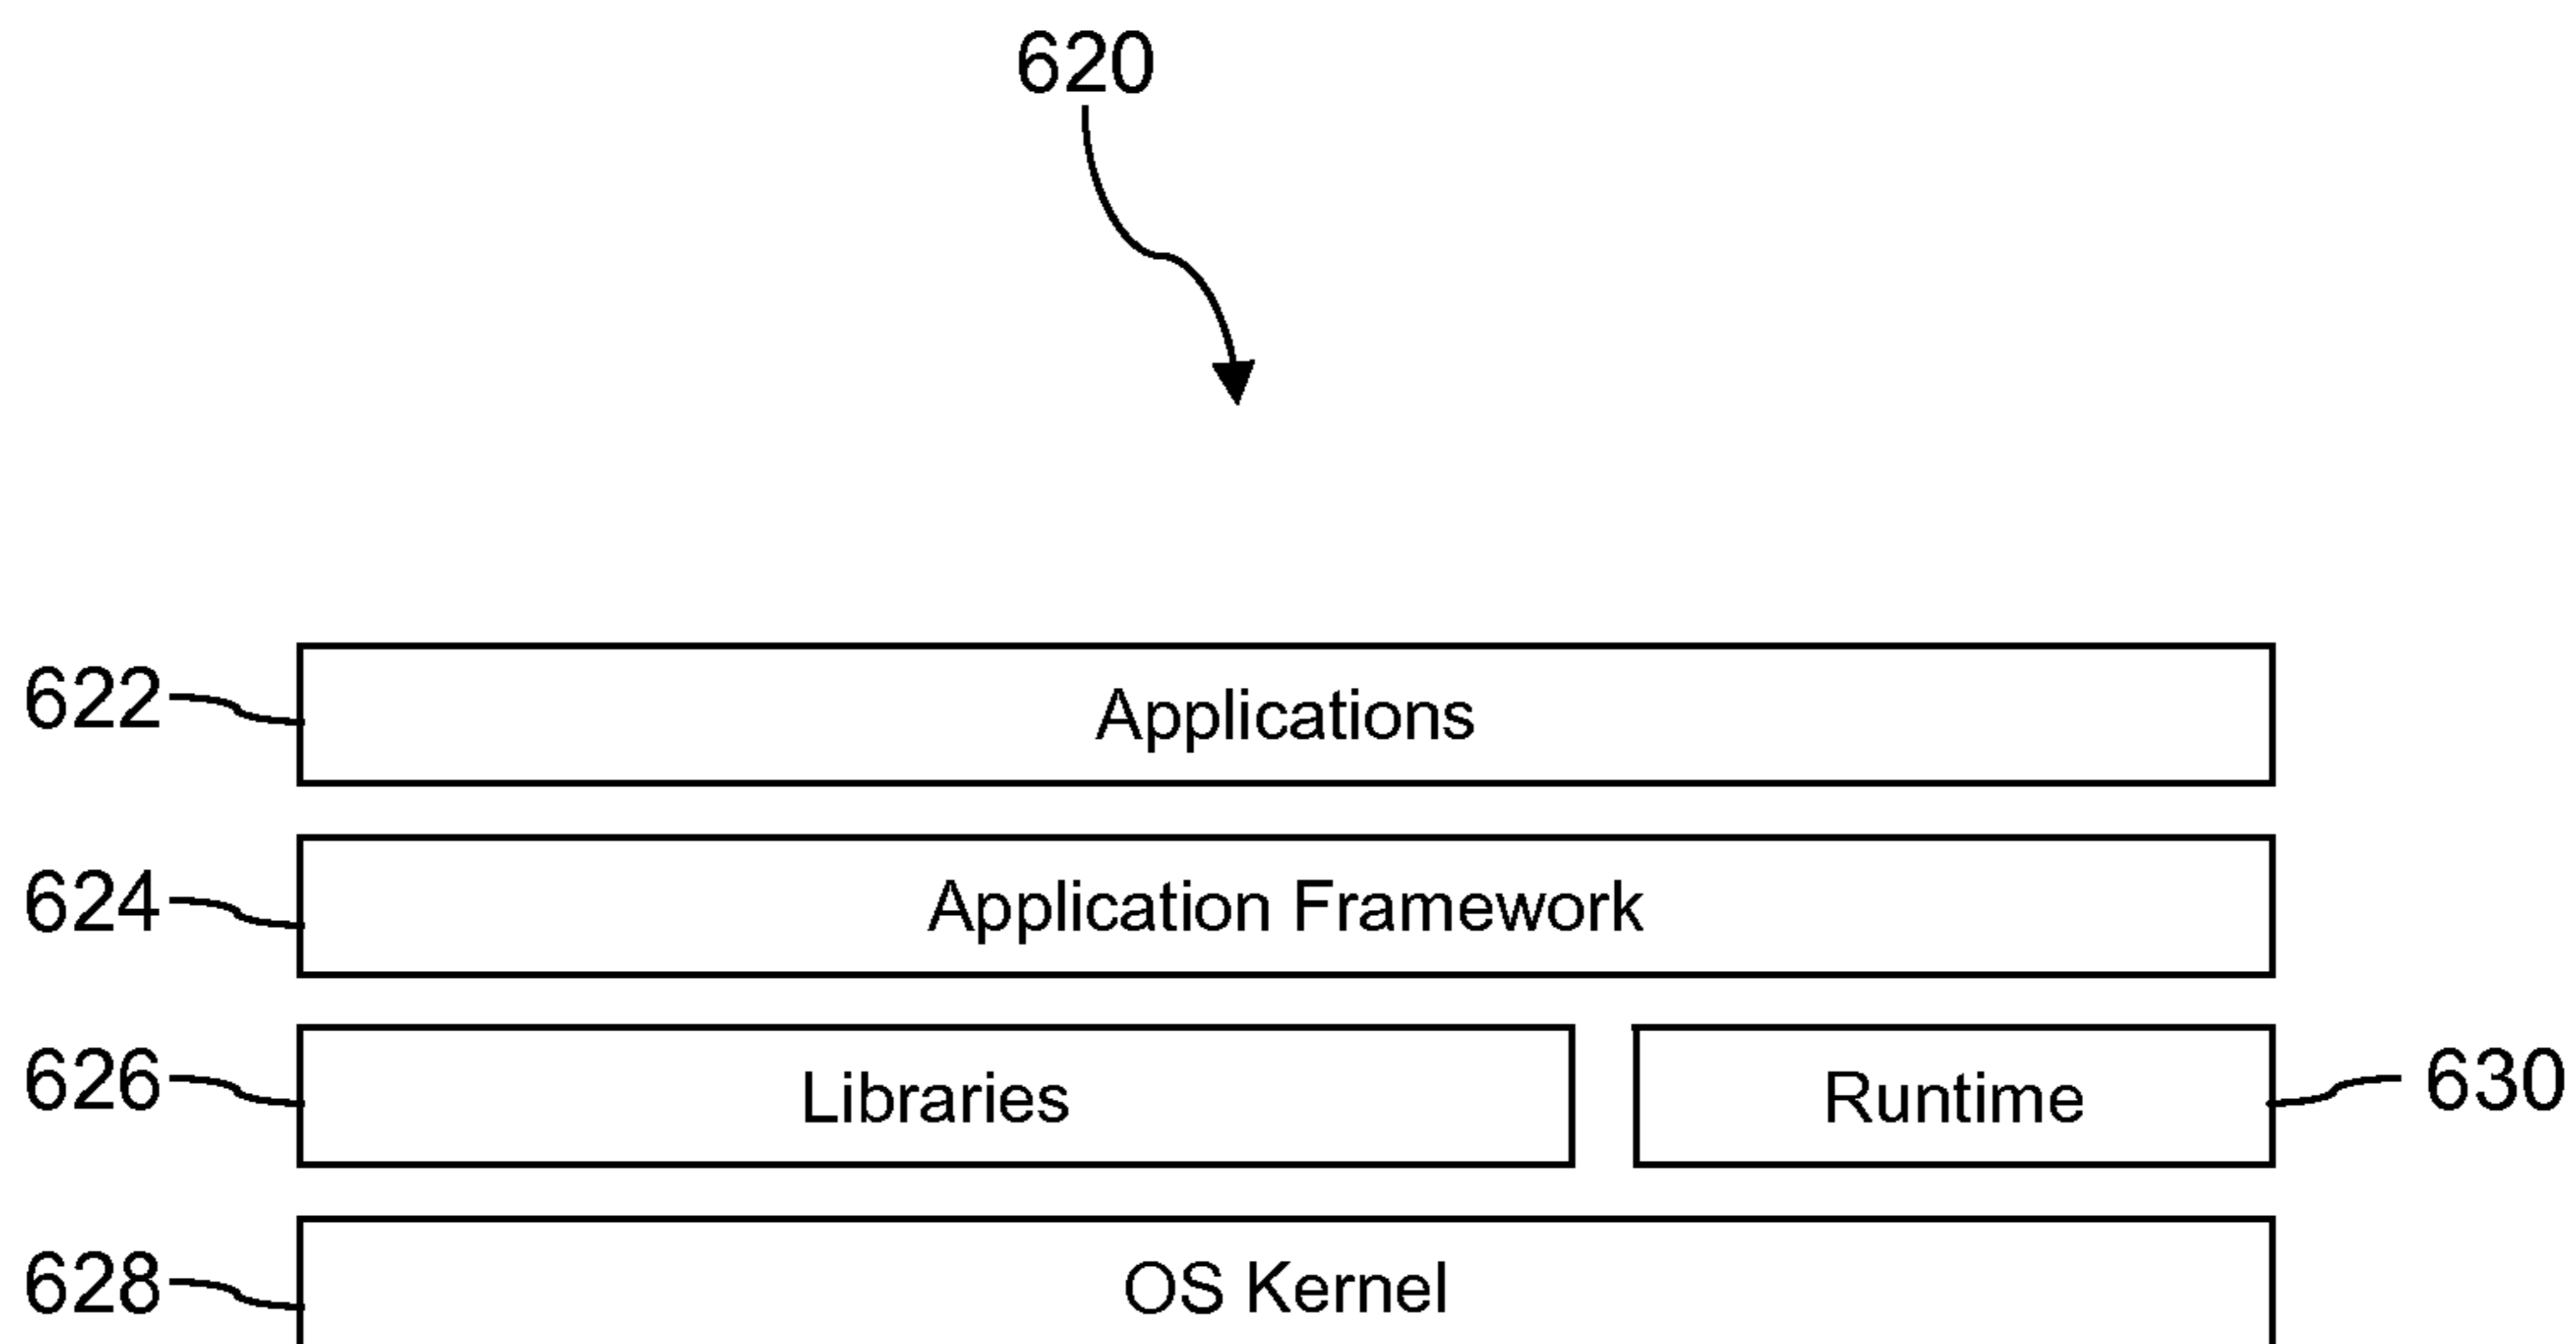 620
622 Applications
624 Application Framework
626 Libraries Runtime 630
628 OS Kernel